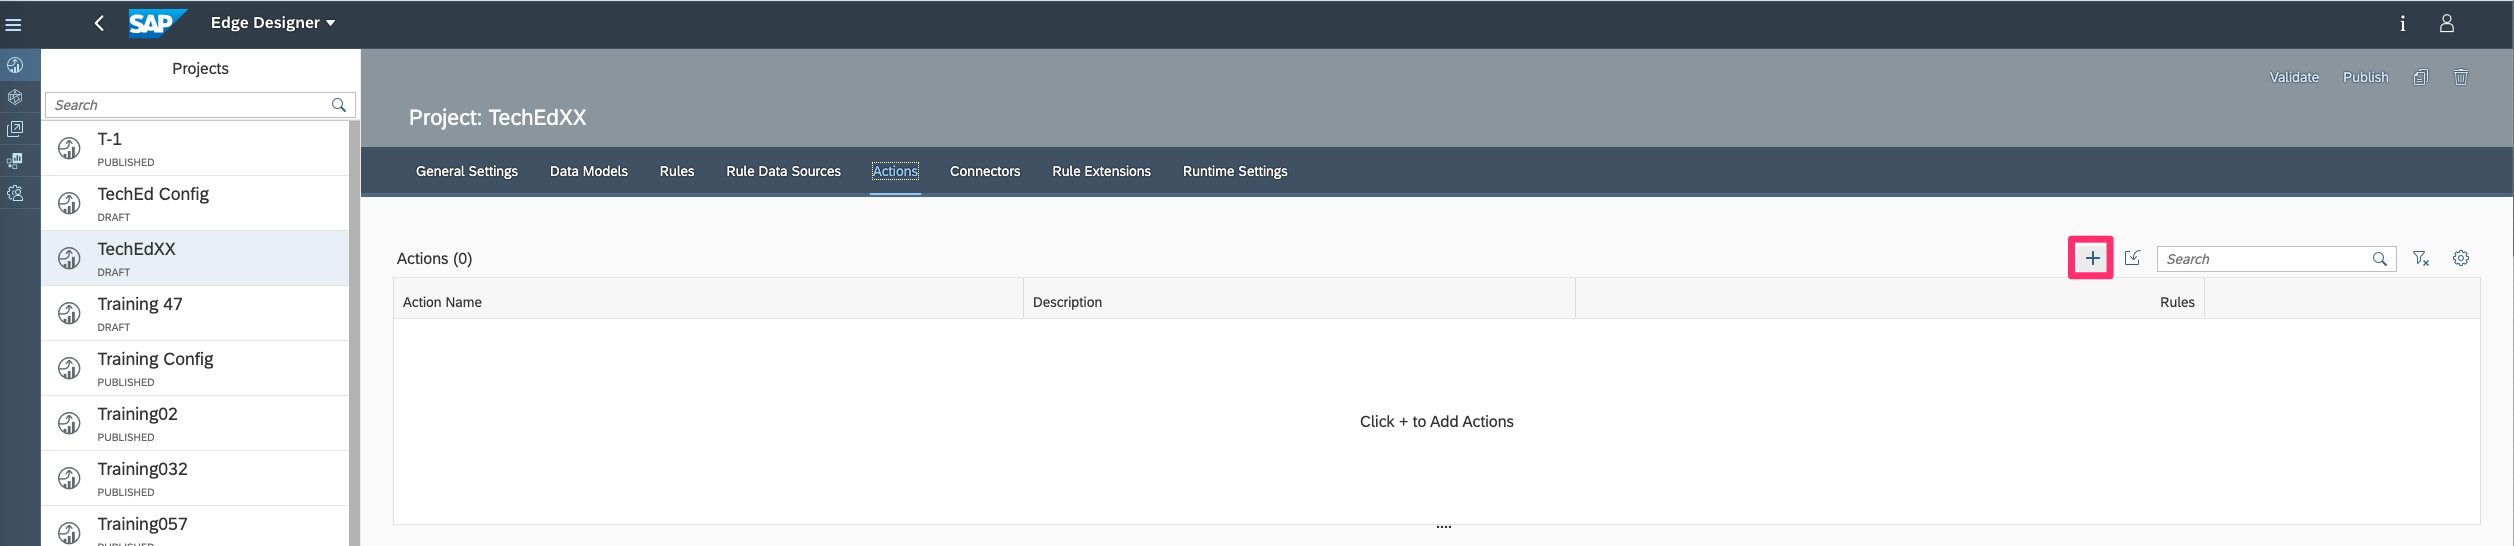 SAP Edge Designer
Projects
Search
T-1
PUBLISHED
TechEd Config
DRAFT
TechEdXX
DRAFT
Training 47
DRAFT
Training Config
PUBLISHED
Training02
PUBLISHED
Training032
PUBLISHED
Training057
PUBLISHED
Validate Publish
Project: TechEdXX
General Settings Data Models Rules Rule Data Sources Actions Connectors Rule Extensions Runtime Settings
Actions (0)
Search
Action Name Description Rules
Click + to Add Actions
....